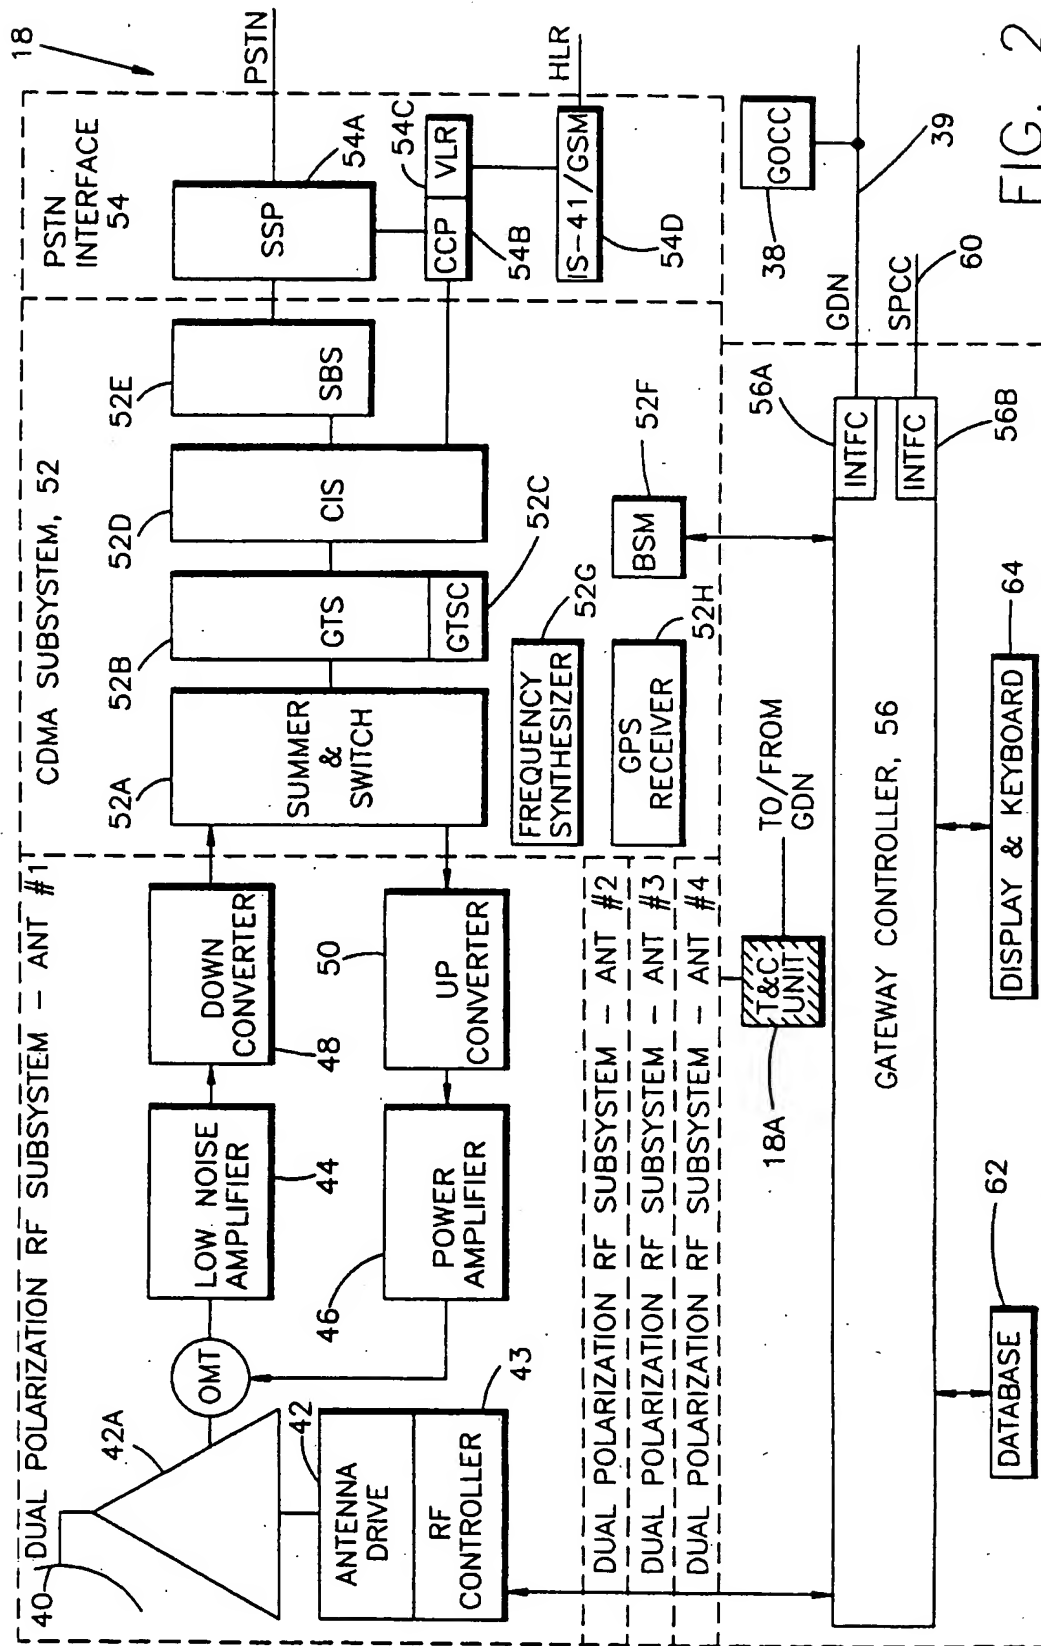 18
40
DUAL POLARIZATION RF SUBSYSTEM – ANT #1
CDMA SUBSYSTEM, 52
PSTN
INTERFACE
54
42A
OMT
LOW NOISE
AMPLIFIER
44
DOWN
CONVERTER
48
52A
SUMMER
&
SWITCH
52B
GTS
GTSC
52C
52D
CIS
52E
SBS
SSP
54A
PSTN
CCP
VLR
54C
54B
IS-41/GSM
54D
HLR
42
ANTENNA
DRIVE
RF
CONTROLLER
43
46
POWER
AMPLIFIER
50
UP
CONVERTER
FREQUENCY
SYNTHESIZER
52G
GPS
RECEIVER
52H
BSM
52F
DUAL POLARIZATION RF SUBSYSTEM – ANT #2
DUAL POLARIZATION RF SUBSYSTEM – ANT #3
DUAL POLARIZATION RF SUBSYSTEM – ANT #4
18A
T&C
UNIT
TO/FROM
GDN
GOCC
38
39
GDN
SPCC
60
56A
INTFC
INTFC
56B
GATEWAY CONTROLLER, 56
DATABASE
62
DISPLAY & KEYBOARD
64
FIG. 2